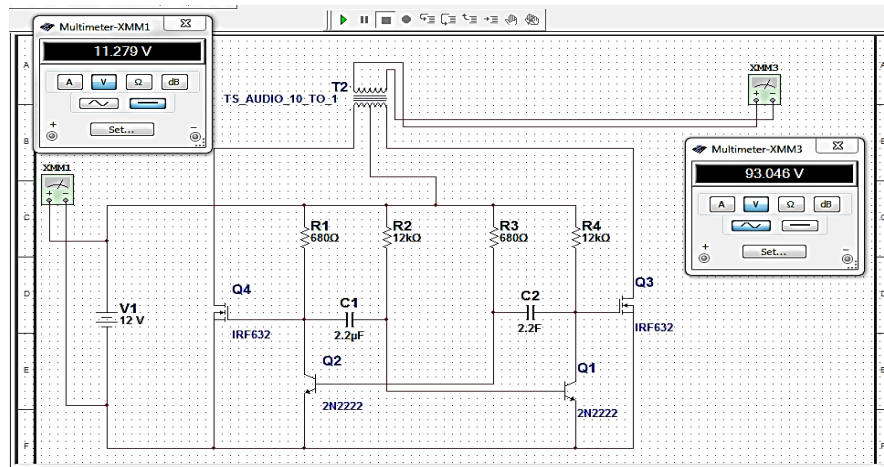 Multimeter-XMM1
11.279 V
A V Ω dB
+ Set... -
T2
TS_AUDIO_10_TO_1
XMM3
+ -
Multimeter-XMM3
93.046 V
A V Ω dB
+ Set... -
XMM1
+ -
R1
680Ω
R2
12kΩ
R3
680Ω
R4
12kΩ
V1
12 V
Q4
IRF632
C1
2.2µF
C2
2.2F
Q3
IRF632
Q2
2N2222
Q1
2N2222
A
B
C
D
E
F
A
B
C
D
E
F